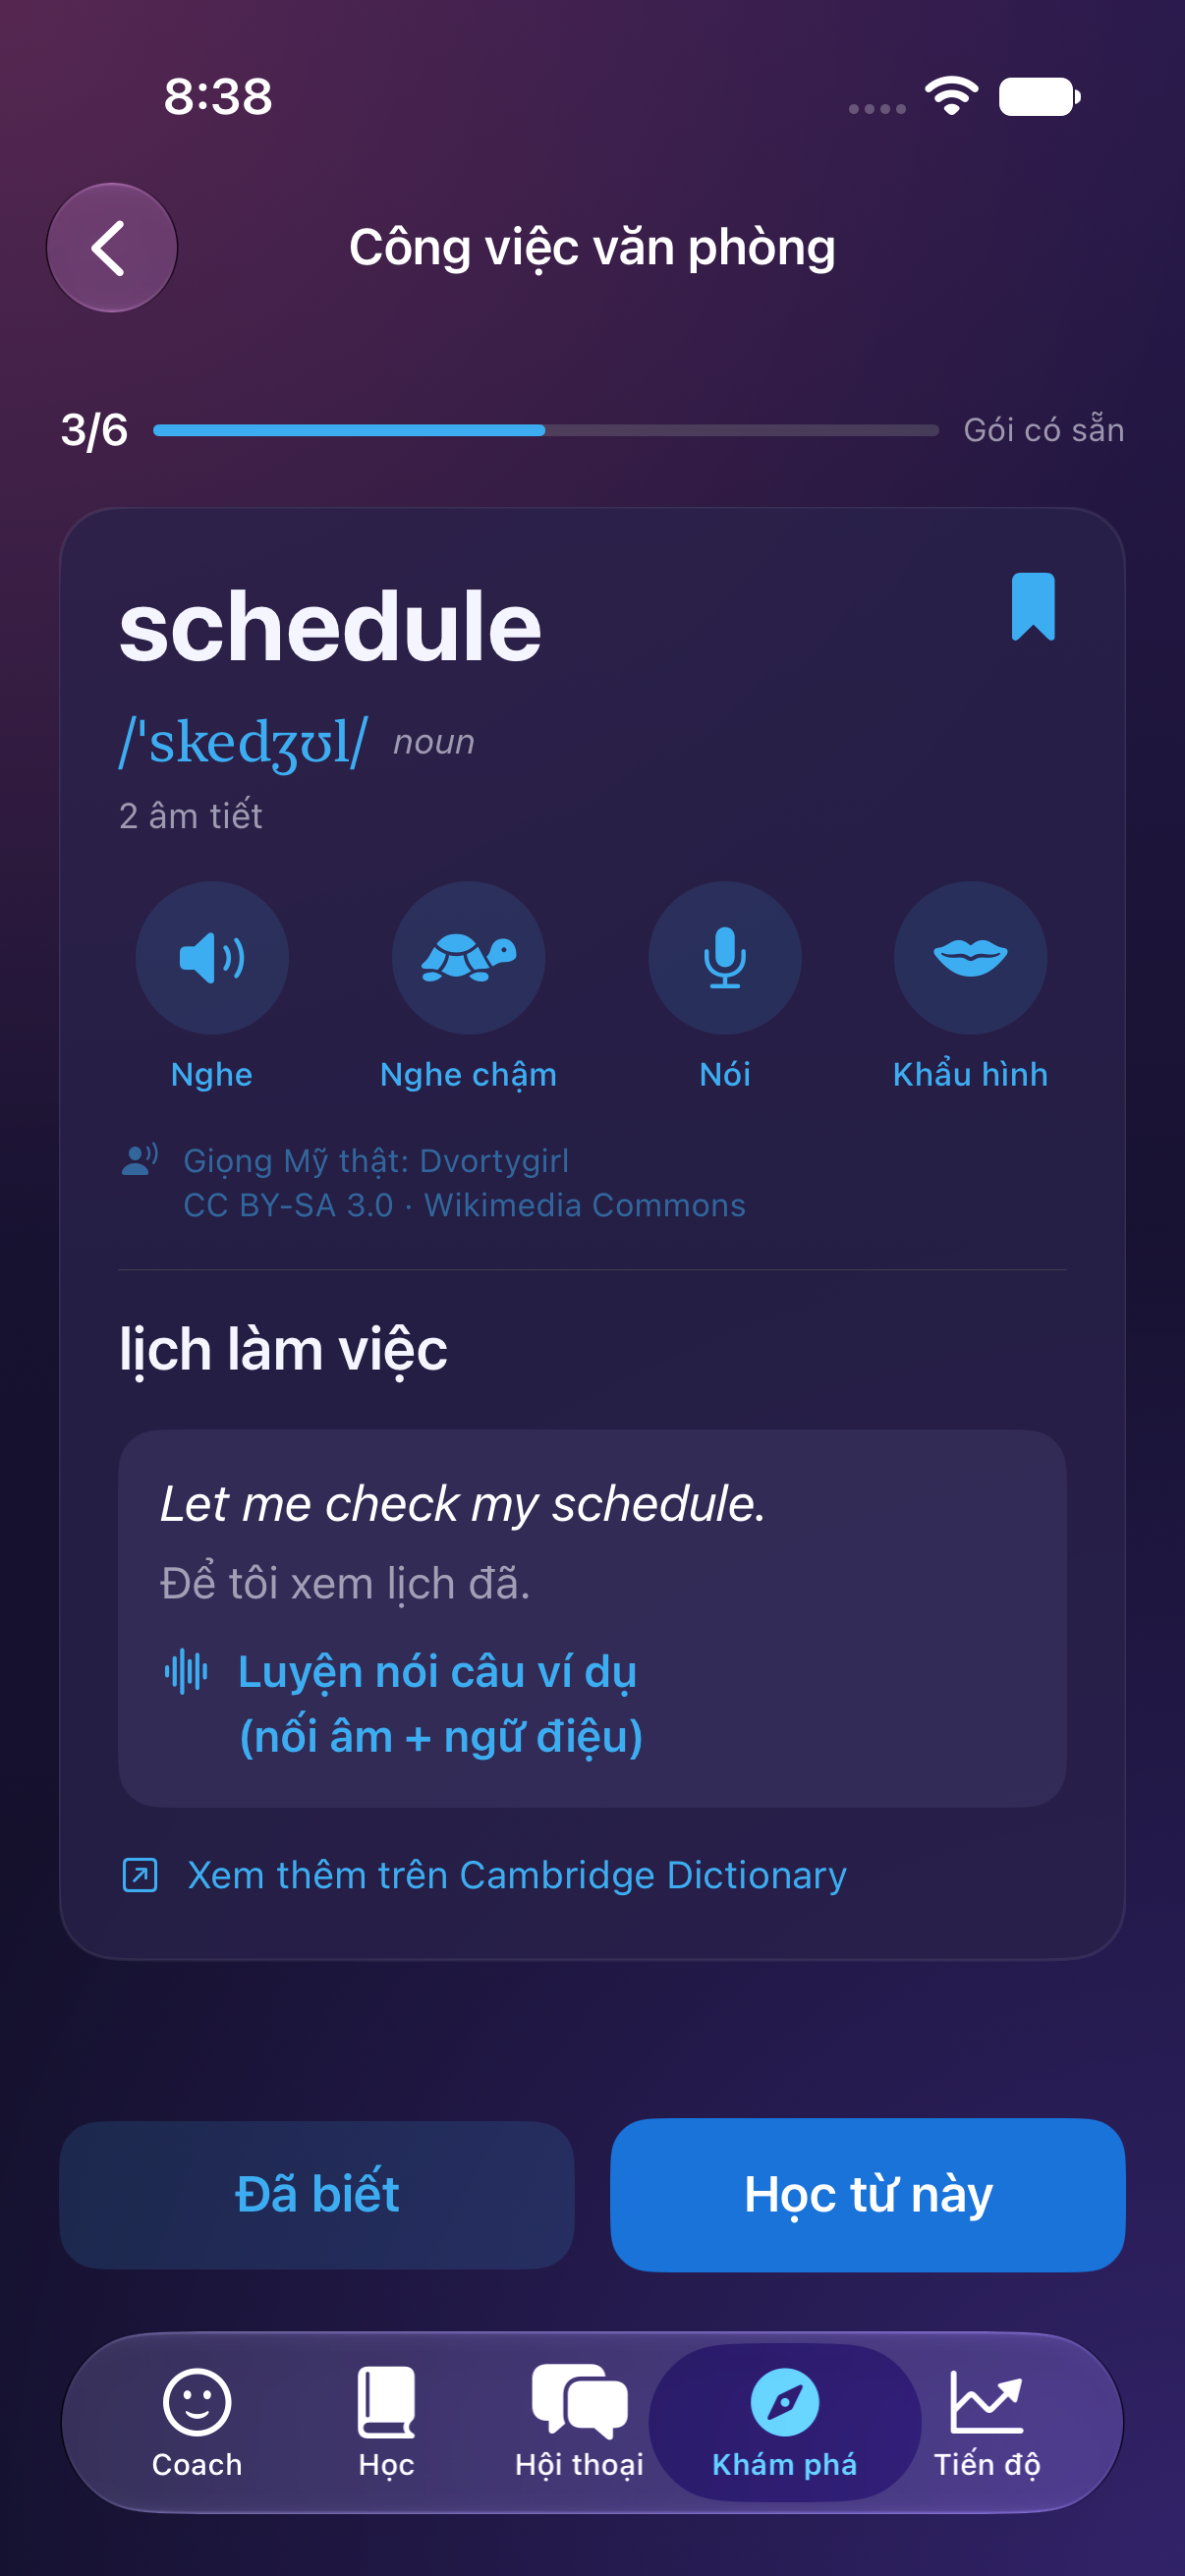 8:38
Công việc văn phòng
3/6
Gói có sẵn
schedule
/ˈskedʒʊl/ noun
2 âm tiết
Nghe
Nghe chậm
Nói
Khẩu hình
Giọng Mỹ thật: Dvortygirl
CC BY-SA 3.0 · Wikimedia Commons
lịch làm việc
Let me check my schedule.
Để tôi xem lịch đã.
Luyện nói câu ví dụ
(nối âm + ngữ điệu)
Xem thêm trên Cambridge Dictionary
Đã biết
Học từ này
Coach
Học
Hội thoại
Khám phá
Tiến độ